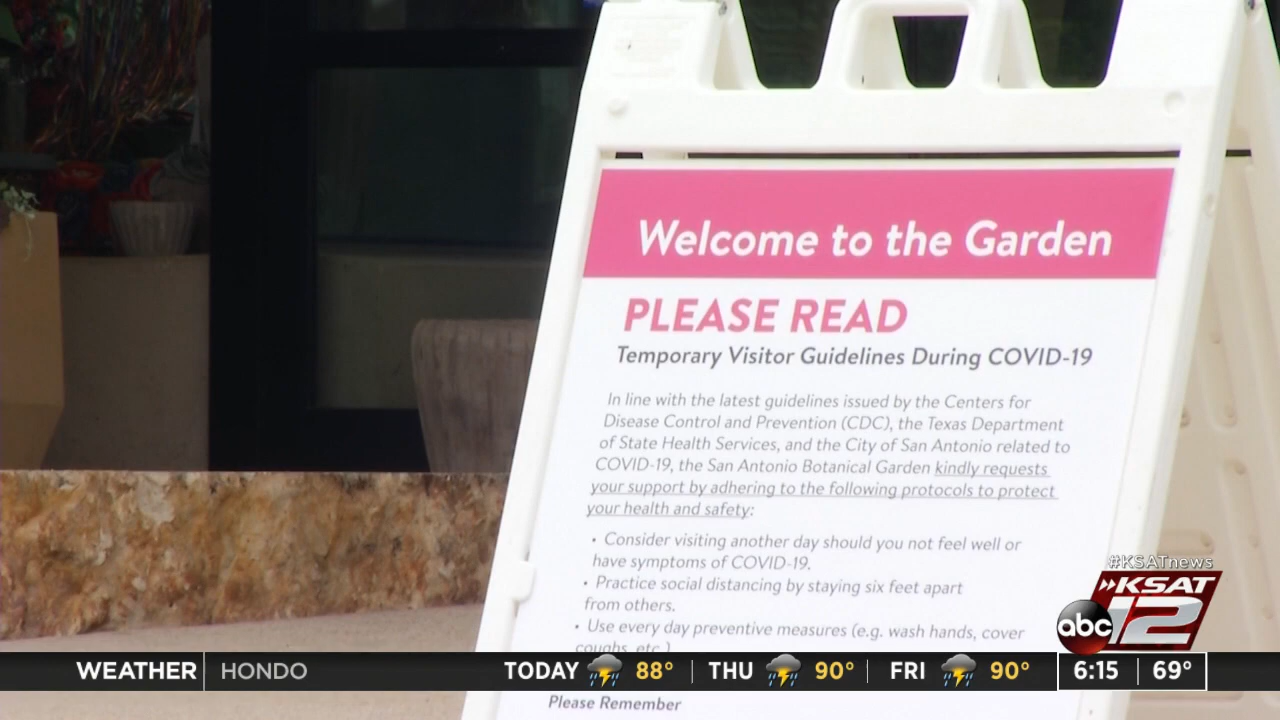 Welcome to the Garden
PLEASE READ
Temporary Visitor Guidelines During COVID-19
In line with the latest guidelines issued by the Centers for
Disease Control and Prevention (CDC), the Texas Department
of State Health Services, and the City of San Antonio related to
COVID-19, the San Antonio Botanical Garden kindly requests
your support by adhering to the following protocols to protect
your health and safety:
• Consider visiting another day should you not feel well or
have symptoms of COVID-19.
• Practice social distancing by staying six feet apart
from others.
• Use every day preventive measures (e.g. wash hands, cover
coughs, etc.)
#KSATnews
KSAT
abc 12
WEATHER HONDO TODAY 88° THU 90° FRI 90° 6:15 69°
Please Remember